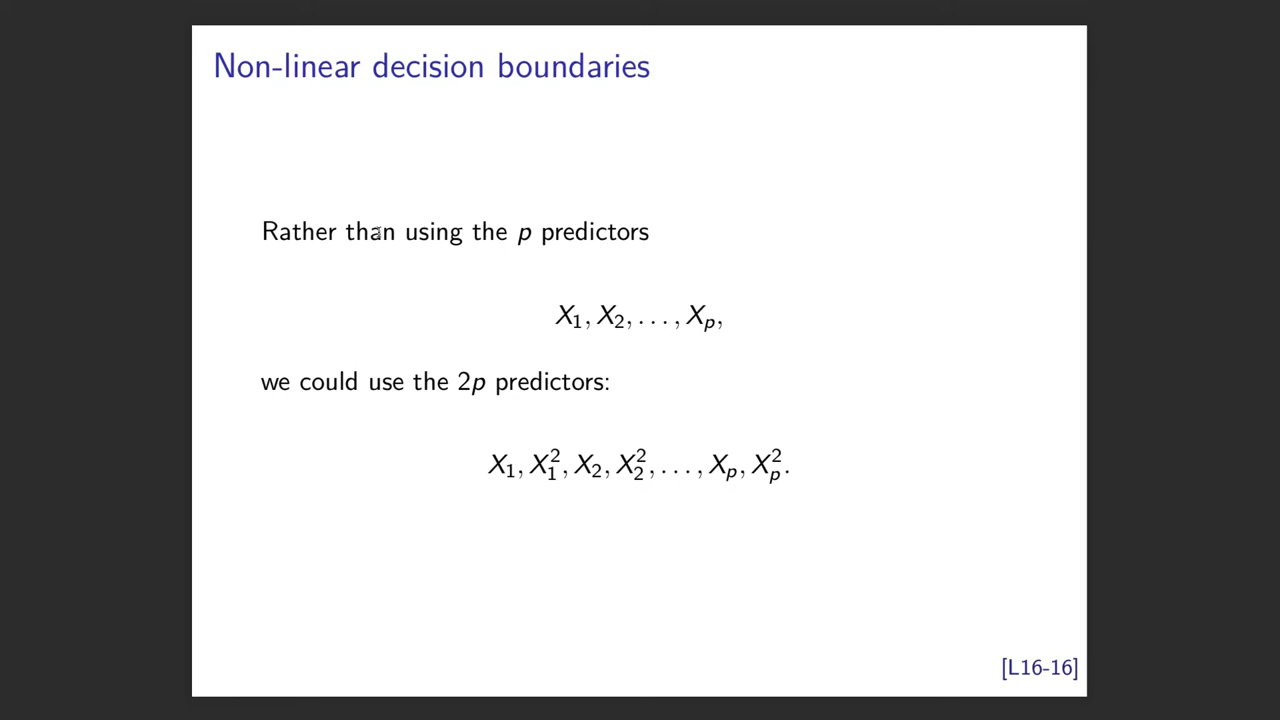 Non-linear decision boundaries
Rather than using the p predictors
X₁, X₂, . . . , Xₚ,
we could use the 2p predictors:
X₁, X₁², X₂, X₂², . . . , Xₚ, Xₚ².
[L16-16]